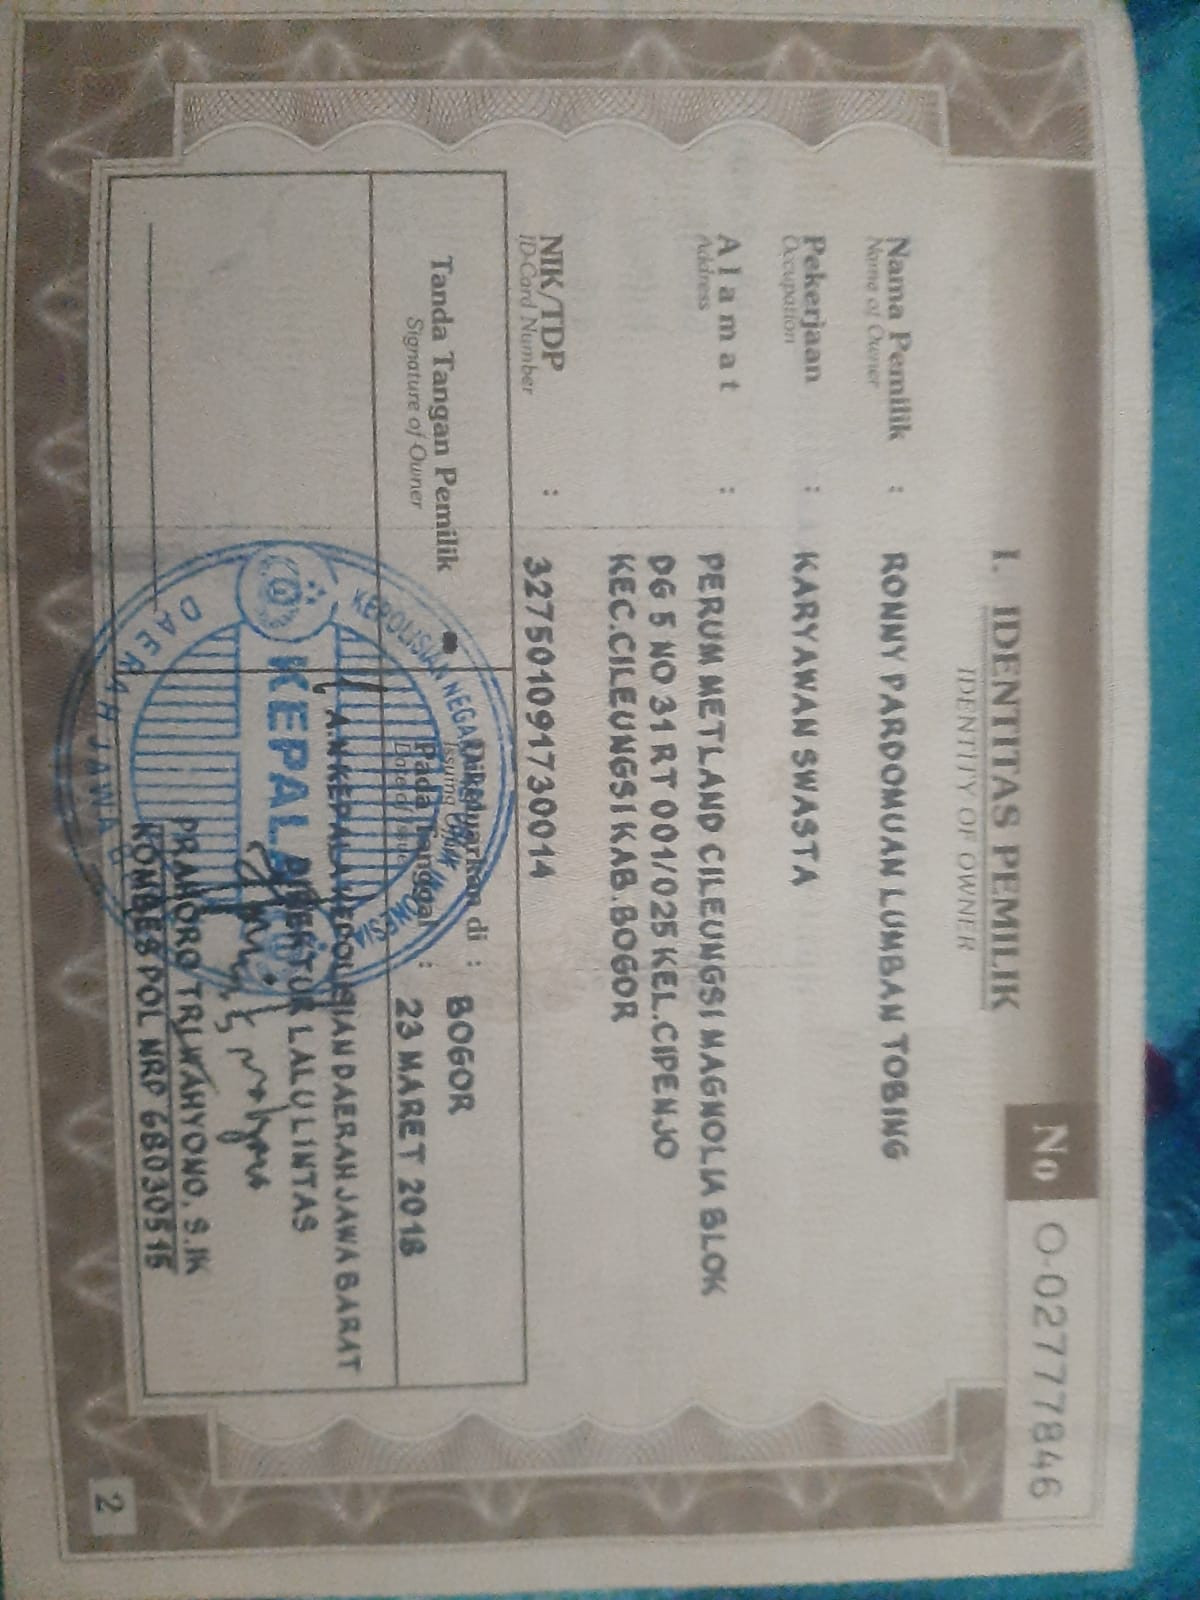 No O-02777846
I. IDENTITAS PEMILIK
IDENTITY OF OWNER
Nama Pemilik : RONNY PARDOMUAN LUMBAN TOBING
Name of Owner
Pekerjaan : KARYAWAN SWASTA
Occupation
Alamat : PERUM METLAND CILEUNGSI MAGNOLIA BLOK
Address
DG 5 NO 31 RT 001/025 KEL.CIPENJO
KEC.CILEUNGSI KAB.BOGOR
NIK/TDP : 3275010917730014
ID-Card Number
Tanda Tangan Pemilik
Signature of Owner
Dikeluarkan di : BOGOR
Pada Tanggal : 23 MARET 2018
Date of Issue
A.N KEPALA KEPOLISIAN DAERAH JAWA BARAT
DIREKTUR LALU LINTAS
KEPOLISIAN NEGARA INDONESIA
KEPALA
DAERAH JAWA
PRAHORO TRI WAHYONO, S.IK
KOMBES POL NRP 68030515
2